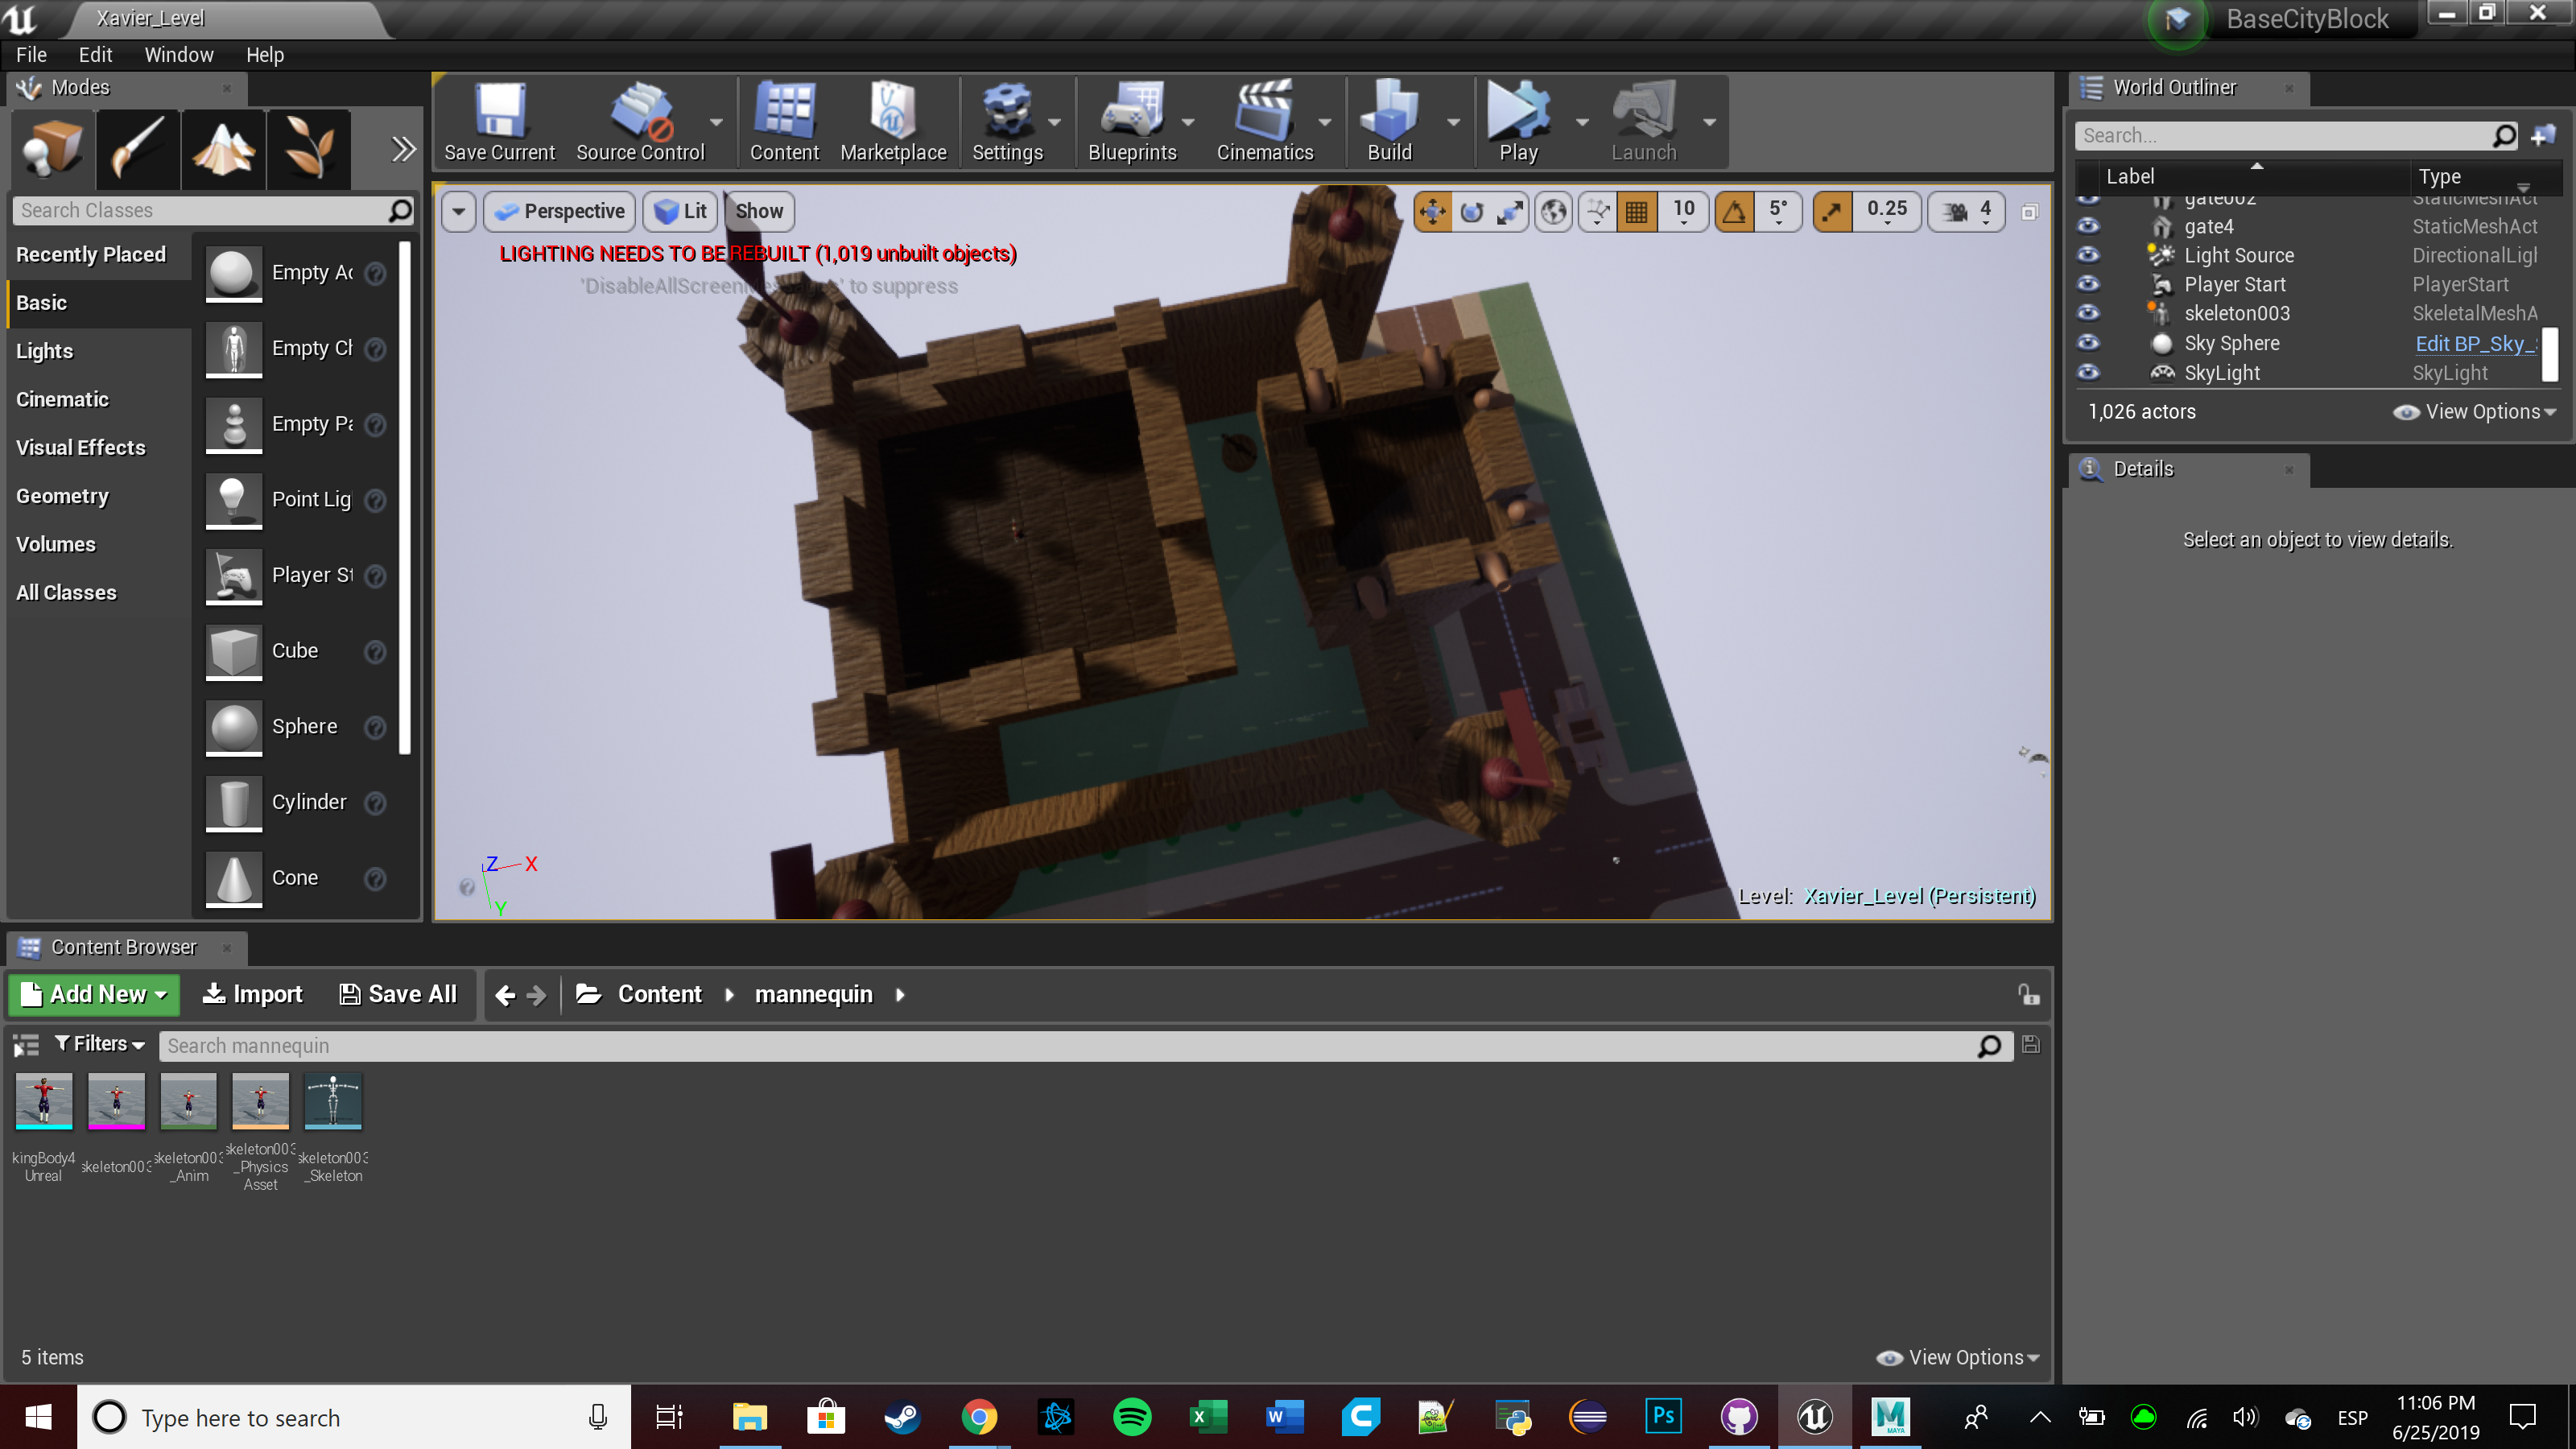 Xavier_Level
BaseCityBlock
File Edit Window Help
Modes
Search Classes
Recently Placed
Basic
Lights
Cinematic
Visual Effects
Geometry
Volumes
All Classes
Empty Ac
Empty Ch
Empty Pa
Point Lig
Player St
Cube
Sphere
Cylinder
Cone
Save Current Source Control Content Marketplace Settings Blueprints Cinematics Build Play Launch
Perspective Lit Show 10 5° 0.25 4
LIGHTING NEEDS TO BE REBUILT (1,019 unbuilt objects)
'DisableAllScreenMessages' to suppress
Z X
Y
Level: Xavier_Level (Persistent)
World Outliner
Search...
Label Type
gate002 StaticMeshAct
gate4 StaticMeshAct
Light Source DirectionalLigh
Player Start PlayerStart
skeleton003 SkeletalMeshA
Sky Sphere Edit BP_Sky_S
SkyLight SkyLight
1,026 actors View Options
Details
Select an object to view details.
Content Browser
Add New Import Save All Content mannequin
Filters Search mannequin
kingBody4
Unreal
skeleton003
skeleton003
_Anim
skeleton003
_Physics
Asset
skeleton003
_Skeleton
5 items View Options
Type here to search
Ps
MAYA
ESP
11:06 PM
6/25/2019